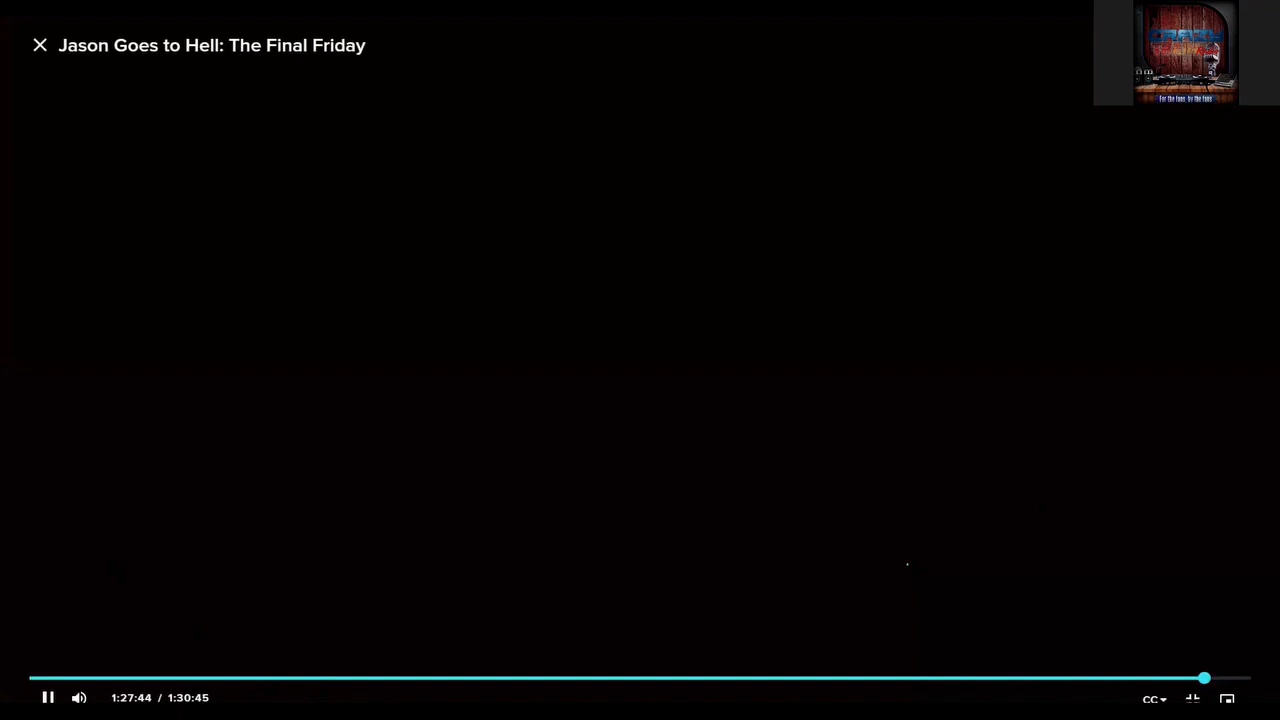 Jason Goes to Hell: The Final Friday
For the fans, by the fans
1:27:44 / 1:30:45
CC